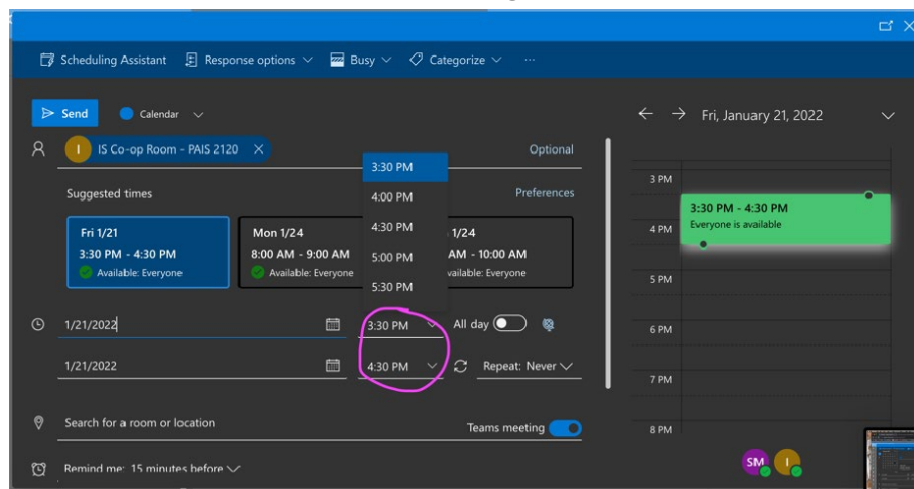 Scheduling Assistant Response options Busy Categorize ...
Send Calendar
Fri, January 21, 2022
I IS Co-op Room - PAIS 2120 Optional
Suggested times Preferences
Fri 1/21
3:30 PM - 4:30 PM
Available: Everyone
Mon 1/24
8:00 AM - 9:00 AM
Available: Everyone
1/24
AM - 10:00 AM
vailable: Everyone
3:30 PM
4:00 PM
4:30 PM
5:00 PM
5:30 PM
1/21/2022 3:30 PM All day
1/21/2022 4:30 PM Repeat: Never
Search for a room or location Teams meeting
Remind me: 15 minutes before
3 PM
3:30 PM - 4:30 PM
Everyone is available
4 PM
5 PM
6 PM
7 PM
8 PM
SM I